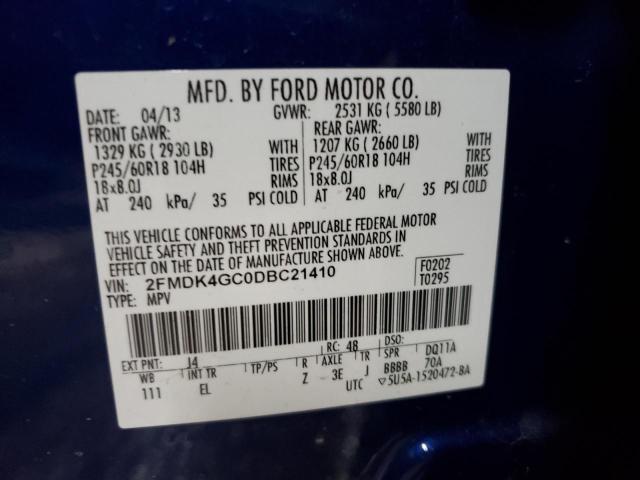 MFD. BY FORD MOTOR CO.
DATE: 04/13 GVWR: 2531 KG ( 5580 LB)
FRONT GAWR: REAR GAWR:
1329 KG ( 2930 LB) WITH 1207 KG ( 2660 LB) WITH
P245/60R18 104H TIRES P245/60R18 104H TIRES
18x8.0J RIMS 18x8.0J RIMS
AT 240 kPa/ 35 PSI COLD AT 240 kPa/ 35 PSI COLD
THIS VEHICLE CONFORMS TO ALL APPLICABLE FEDERAL MOTOR
VEHICLE SAFETY AND THEFT PREVENTION STANDARDS IN
EFFECT ON THE DATE OF MANUFACTURE SHOWN ABOVE.
VIN: 2FMDK4GC0DBC21410 F0202
TYPE: MPV T0295
EXT PNT: J4 RC: 48 DSO:
WB INT TR TP/PS R AXLE TR SPR DQ11A
111 EL Z 3E J BBBB 70A
UTC ▽5U5A-1520472-BA